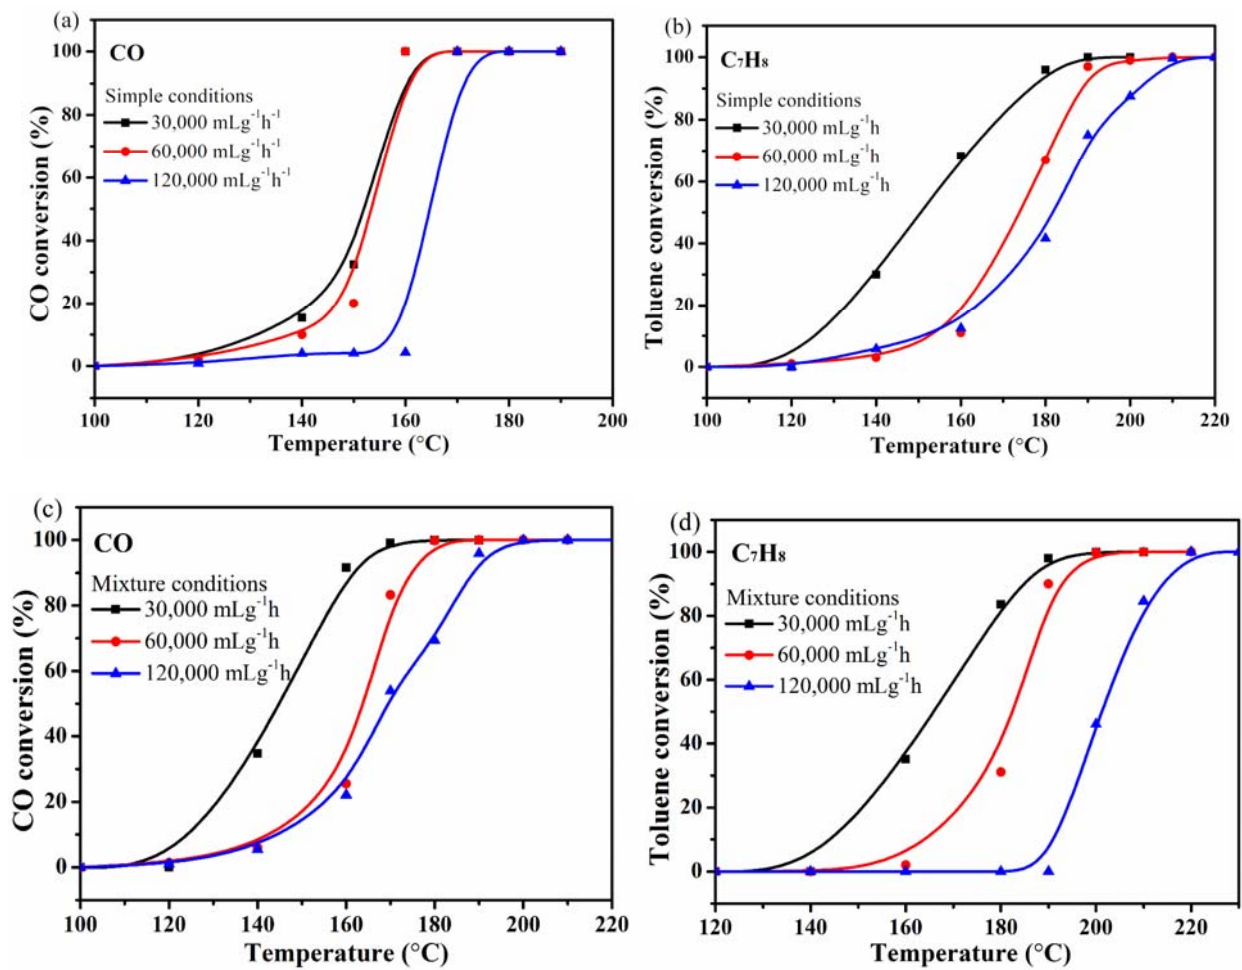 (a)
CO
Simple conditions
30,000 mLg⁻¹h⁻¹
60,000 mLg⁻¹h⁻¹
120,000 mLg⁻¹h⁻¹
CO conversion (%)
100
80
60
40
20
0
100 120 140 160 180 200
Temperature (°C)
(b)
C₇H₈
Simple conditions
30,000 mLg⁻¹h
60,000 mLg⁻¹h
120,000 mLg⁻¹h
Toluene conversion (%)
100
80
60
40
20
0
100 120 140 160 180 200 220
Temperature (°C)
(c)
CO
Mixture conditions
30,000 mLg⁻¹h
60,000 mLg⁻¹h
120,000 mLg⁻¹h
CO conversion (%)
100
80
60
40
20
0
100 120 140 160 180 200 220
Temperature (°C)
(d)
C₇H₈
Mixture conditions
30,000 mLg⁻¹h
60,000 mLg⁻¹h
120,000 mLg⁻¹h
Toluene conversion (%)
100
80
60
40
20
0
120 140 160 180 200 220
Temperature (°C)